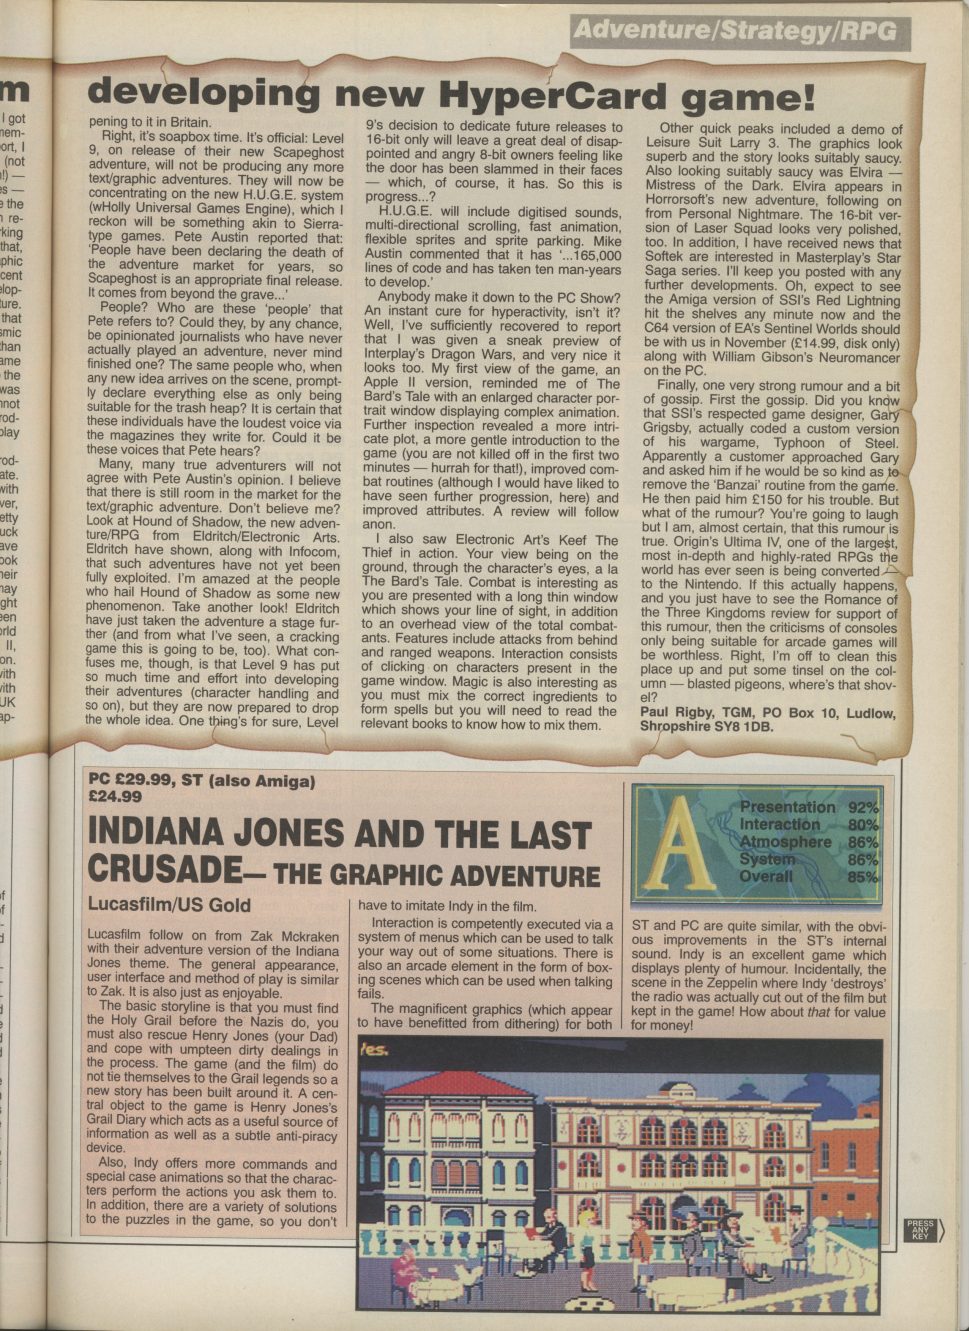 Adventure/Strategy/RPG
m
developing new HyperCard game!
I got
(not
es —
e the
that,
ture.
that
than
the
was
play
with
ver,
II,
with
with
UK
pening to it in Britain.
Right, it's soapbox time. It's official: Level
9, on release of their new Scapeghost
adventure, will not be producing any more
text/graphic adventures. They will now be
concentrating on the new H.U.G.E. system
(wHolly Universal Games Engine), which I
reckon will be something akin to Sierra-
type games. Pete Austin reported that:
'People have been declaring the death of
the adventure market for years, so
Scapeghost is an appropriate final release.
It comes from beyond the grave...'
People? Who are these 'people' that
Pete refers to? Could they, by any chance,
be opinionated journalists who have never
actually played an adventure, never mind
finished one? The same people who, when
any new idea arrives on the scene, prompt-
ly declare everything else as only being
suitable for the trash heap? It is certain that
these individuals have the loudest voice via
the magazines they write for. Could it be
these voices that Pete hears?
Many, many true adventurers will not
agree with Pete Austin's opinion. I believe
that there is still room in the market for the
text/graphic adventure. Don't believe me?
Look at Hound of Shadow, the new adven-
ture/RPG from Eldritch/Electronic Arts.
Eldritch have shown, along with Infocom,
that such adventures have not yet been
fully exploited. I'm amazed at the people
who hail Hound of Shadow as some new
phenomenon. Take another look! Eldritch
have just taken the adventure a stage fur-
ther (and from what I've seen, a cracking
game this is going to be, too). What con-
fuses me, though, is that Level 9 has put
so much time and effort into developing
their adventures (character handling and
so on), but they are now prepared to drop
the whole idea. One thing's for sure, Level
9's decision to dedicate future releases to
16-bit only will leave a great deal of disap-
pointed and angry 8-bit owners feeling like
the door has been slammed in their faces
— which, of course, it has. So this is
progress...?
H.U.G.E. will include digitised sounds,
multi-directional scrolling, fast animation,
flexible sprites and sprite parking. Mike
Austin commented that it has '...165,000
lines of code and has taken ten man-years
to develop.'
Anybody make it down to the PC Show?
An instant cure for hyperactivity, isn't it?
Well, I've sufficiently recovered to report
that I was given a sneak preview of
Interplay's Dragon Wars, and very nice it
looks too. My first view of the game, an
Apple II version, reminded me of The
Bard's Tale with an enlarged character por-
trait window displaying complex animation.
Further inspection revealed a more intri-
cate plot, a more gentle introduction to the
game (you are not killed off in the first two
minutes — hurrah for that!), improved com-
bat routines (although I would have liked to
have seen further progression, here) and
improved attributes. A review will follow
anon.
I also saw Electronic Art's Keef The
Thief in action. Your view being on the
ground, through the character's eyes, a la
The Bard's Tale. Combat is interesting as
you are presented with a long thin window
which shows your line of sight, in addition
to an overhead view of the total combat-
ants. Features include attacks from behind
and ranged weapons. Interaction consists
of clicking on characters present in the
game window. Magic is also interesting as
you must mix the correct ingredients to
form spells but you will need to read the
relevant books to know how to mix them.
Other quick peaks included a demo of
Leisure Suit Larry 3. The graphics look
superb and the story looks suitably saucy.
Also looking suitably saucy was Elvira —
Mistress of the Dark. Elvira appears in
Horrorsoft's new adventure, following on
from Personal Nightmare. The 16-bit ver-
sion of Laser Squad looks very polished,
too. In addition, I have received news that
Softek are interested in Masterplay's Star
Saga series. I'll keep you posted with any
further developments. Oh, expect to see
the Amiga version of SSI's Red Lightning
hit the shelves any minute now and the
C64 version of EA's Sentinel Worlds should
be with us in November (£14.99, disk only)
along with William Gibson's Neuromancer
on the PC.
Finally, one very strong rumour and a bit
of gossip. First the gossip. Did you know
that SSI's respected game designer, Gary
Grigsby, actually coded a custom version
of his wargame, Typhoon of Steel.
Apparently a customer approached Gary
and asked him if he would be so kind as to
remove the 'Banzai' routine from the game.
He then paid him £150 for his trouble. But
what of the rumour? You're going to laugh
but I am, almost certain, that this rumour is
true. Origin's Ultima IV, one of the largest,
most in-depth and highly-rated RPGs the
world has ever seen is being converted
to the Nintendo. If this actually happens,
and you just have to see the Romance of
the Three Kingdoms review for support of
this rumour, then the criticisms of consoles
only being suitable for arcade games will
be worthless. Right, I'm off to clean this
place up and put some tinsel on the col-
umn — blasted pigeons, where's that shov-
el?
Paul Rigby, TGM, PO Box 10, Ludlow,
Shropshire SY8 1DB.
PC £29.99, ST (also Amiga)
£24.99
INDIANA JONES AND THE LAST
CRUSADE— THE GRAPHIC ADVENTURE
Lucasfilm/US Gold
Lucasfilm follow on from Zak Mckraken
with their adventure version of the Indiana
Jones theme. The general appearance,
user interface and method of play is similar
to Zak. It is also just as enjoyable.
The basic storyline is that you must find
the Holy Grail before the Nazis do, you
must also rescue Henry Jones (your Dad)
and cope with umpteen dirty dealings in
the process. The game (and the film) do
not tie themselves to the Grail legends so a
new story has been built around it. A cen-
tral object to the game is Henry Jones's
Grail Diary which acts as a useful source of
information as well as a subtle anti-piracy
device.
Also, Indy offers more commands and
special case animations so that the charac-
ters perform the actions you ask them to.
In addition, there are a variety of solutions
to the puzzles in the game, so you don't
have to imitate Indy in the film.
Interaction is competently executed via a
system of menus which can be used to talk
your way out of some situations. There is
also an arcade element in the form of box-
ing scenes which can be used when talking
fails.
The magnificent graphics (which appear
to have benefitted from dithering) for both
A
Presentation 92%
Interaction 80%
Atmosphere 86%
System 86%
Overall 85%
ST and PC are quite similar, with the obvi-
ous improvements in the ST's internal
sound. Indy is an excellent game which
displays plenty of humour. Incidentally, the
scene in the Zeppelin where Indy 'destroys'
the radio was actually cut out of the film but
kept in the game! How about that for value
for money!
Yes.
PRESS
ANY
KEY